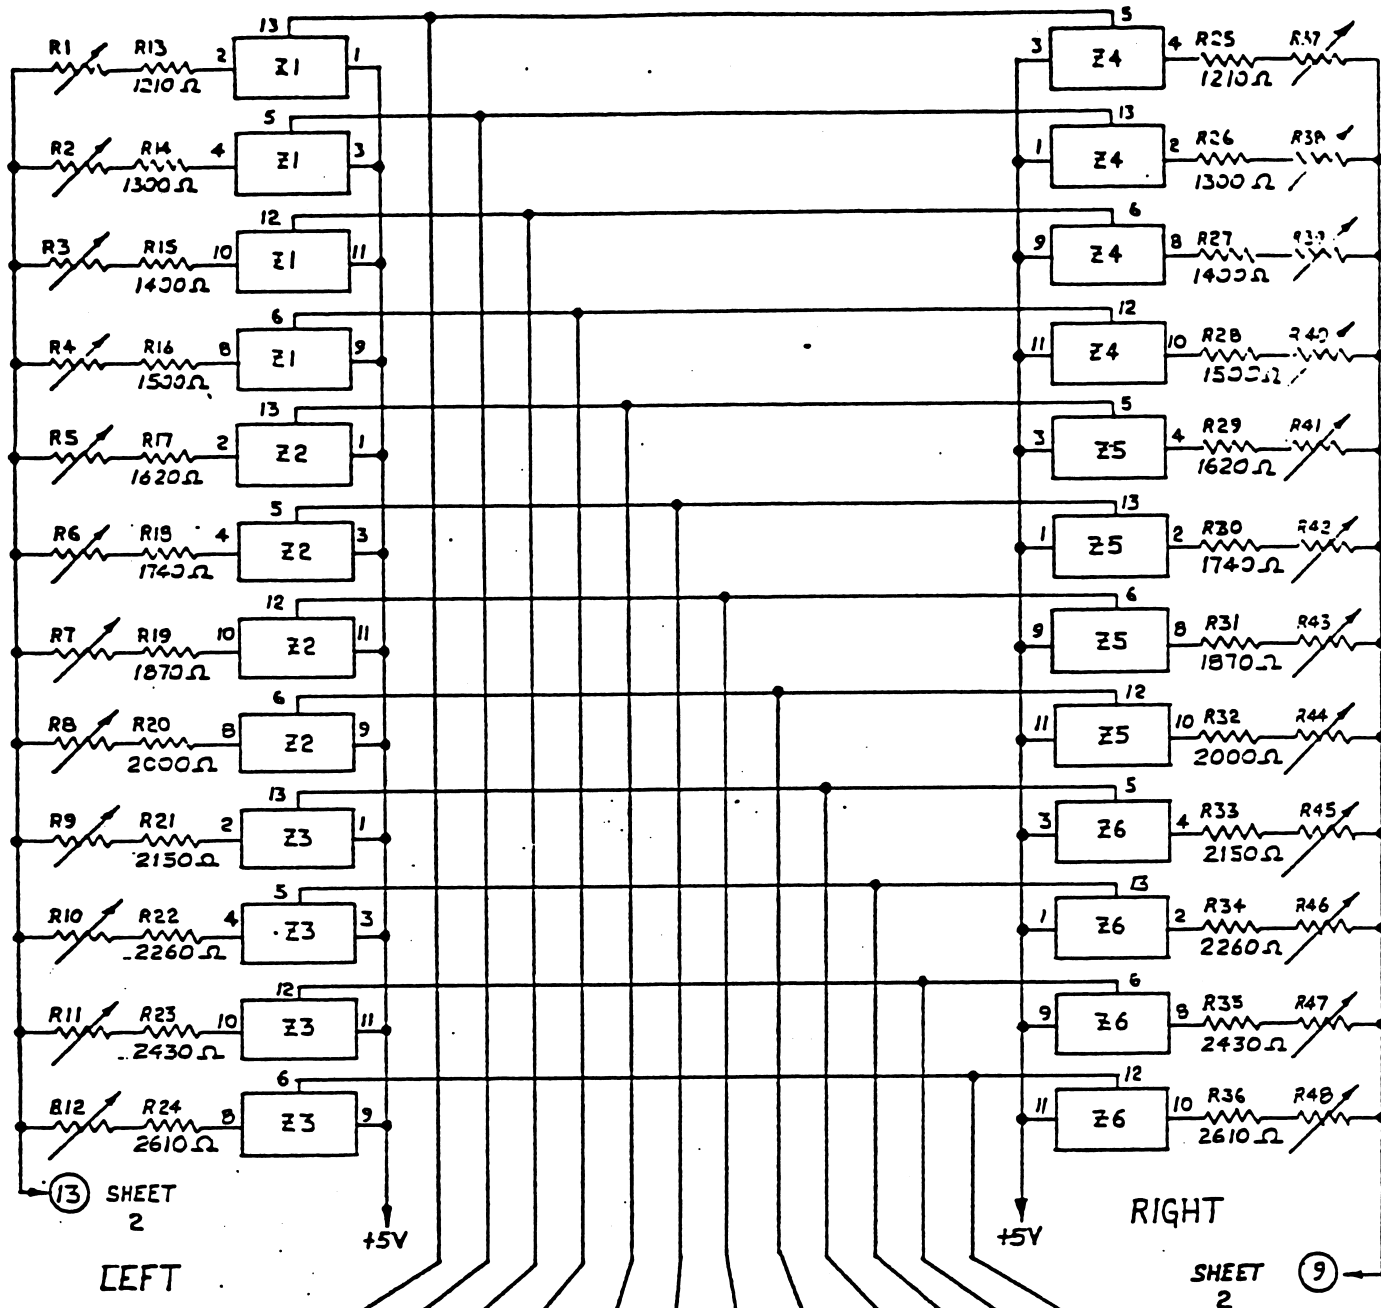 13 5
R1 R13 2 Z1 1 3 Z4 4 R25 R37
1210Ω 1210Ω
5 13
R2 R14 4 Z1 3 1 Z4 2 R26 R38
1300Ω 1300Ω
12 6
R3 R15 10 Z1 11 9 Z4 8 R27 R39
1400Ω 1400Ω
6 12
R4 R16 8 Z1 9 11 Z4 10 R28 R40
1500Ω 1500Ω
13 5
R5 R17 2 Z2 1 3 Z5 4 R29 R41
1620Ω 1620Ω
5 13
R6 R18 4 Z2 3 1 Z5 2 R30 R42
1740Ω 1740Ω
12 6
R7 R19 10 Z2 11 9 Z5 8 R31 R43
1870Ω 1870Ω
6 12
R8 R20 8 Z2 9 11 Z5 10 R32 R44
2000Ω 2000Ω
13 5
R9 R21 2 Z3 1 3 Z6 4 R33 R45
2150Ω 2150Ω
5 13
R10 R22 4 Z3 3 1 Z6 2 R34 R46
2260Ω 2260Ω
12 6
R11 R23 10 Z3 11 9 Z6 8 R35 R47
2430Ω 2430Ω
6 12
R12 R24 8 Z3 9 11 Z6 10 R36 R48
2610Ω 2610Ω
13 SHEET
2
+5V +5V
LEFT RIGHT
SHEET 9
2